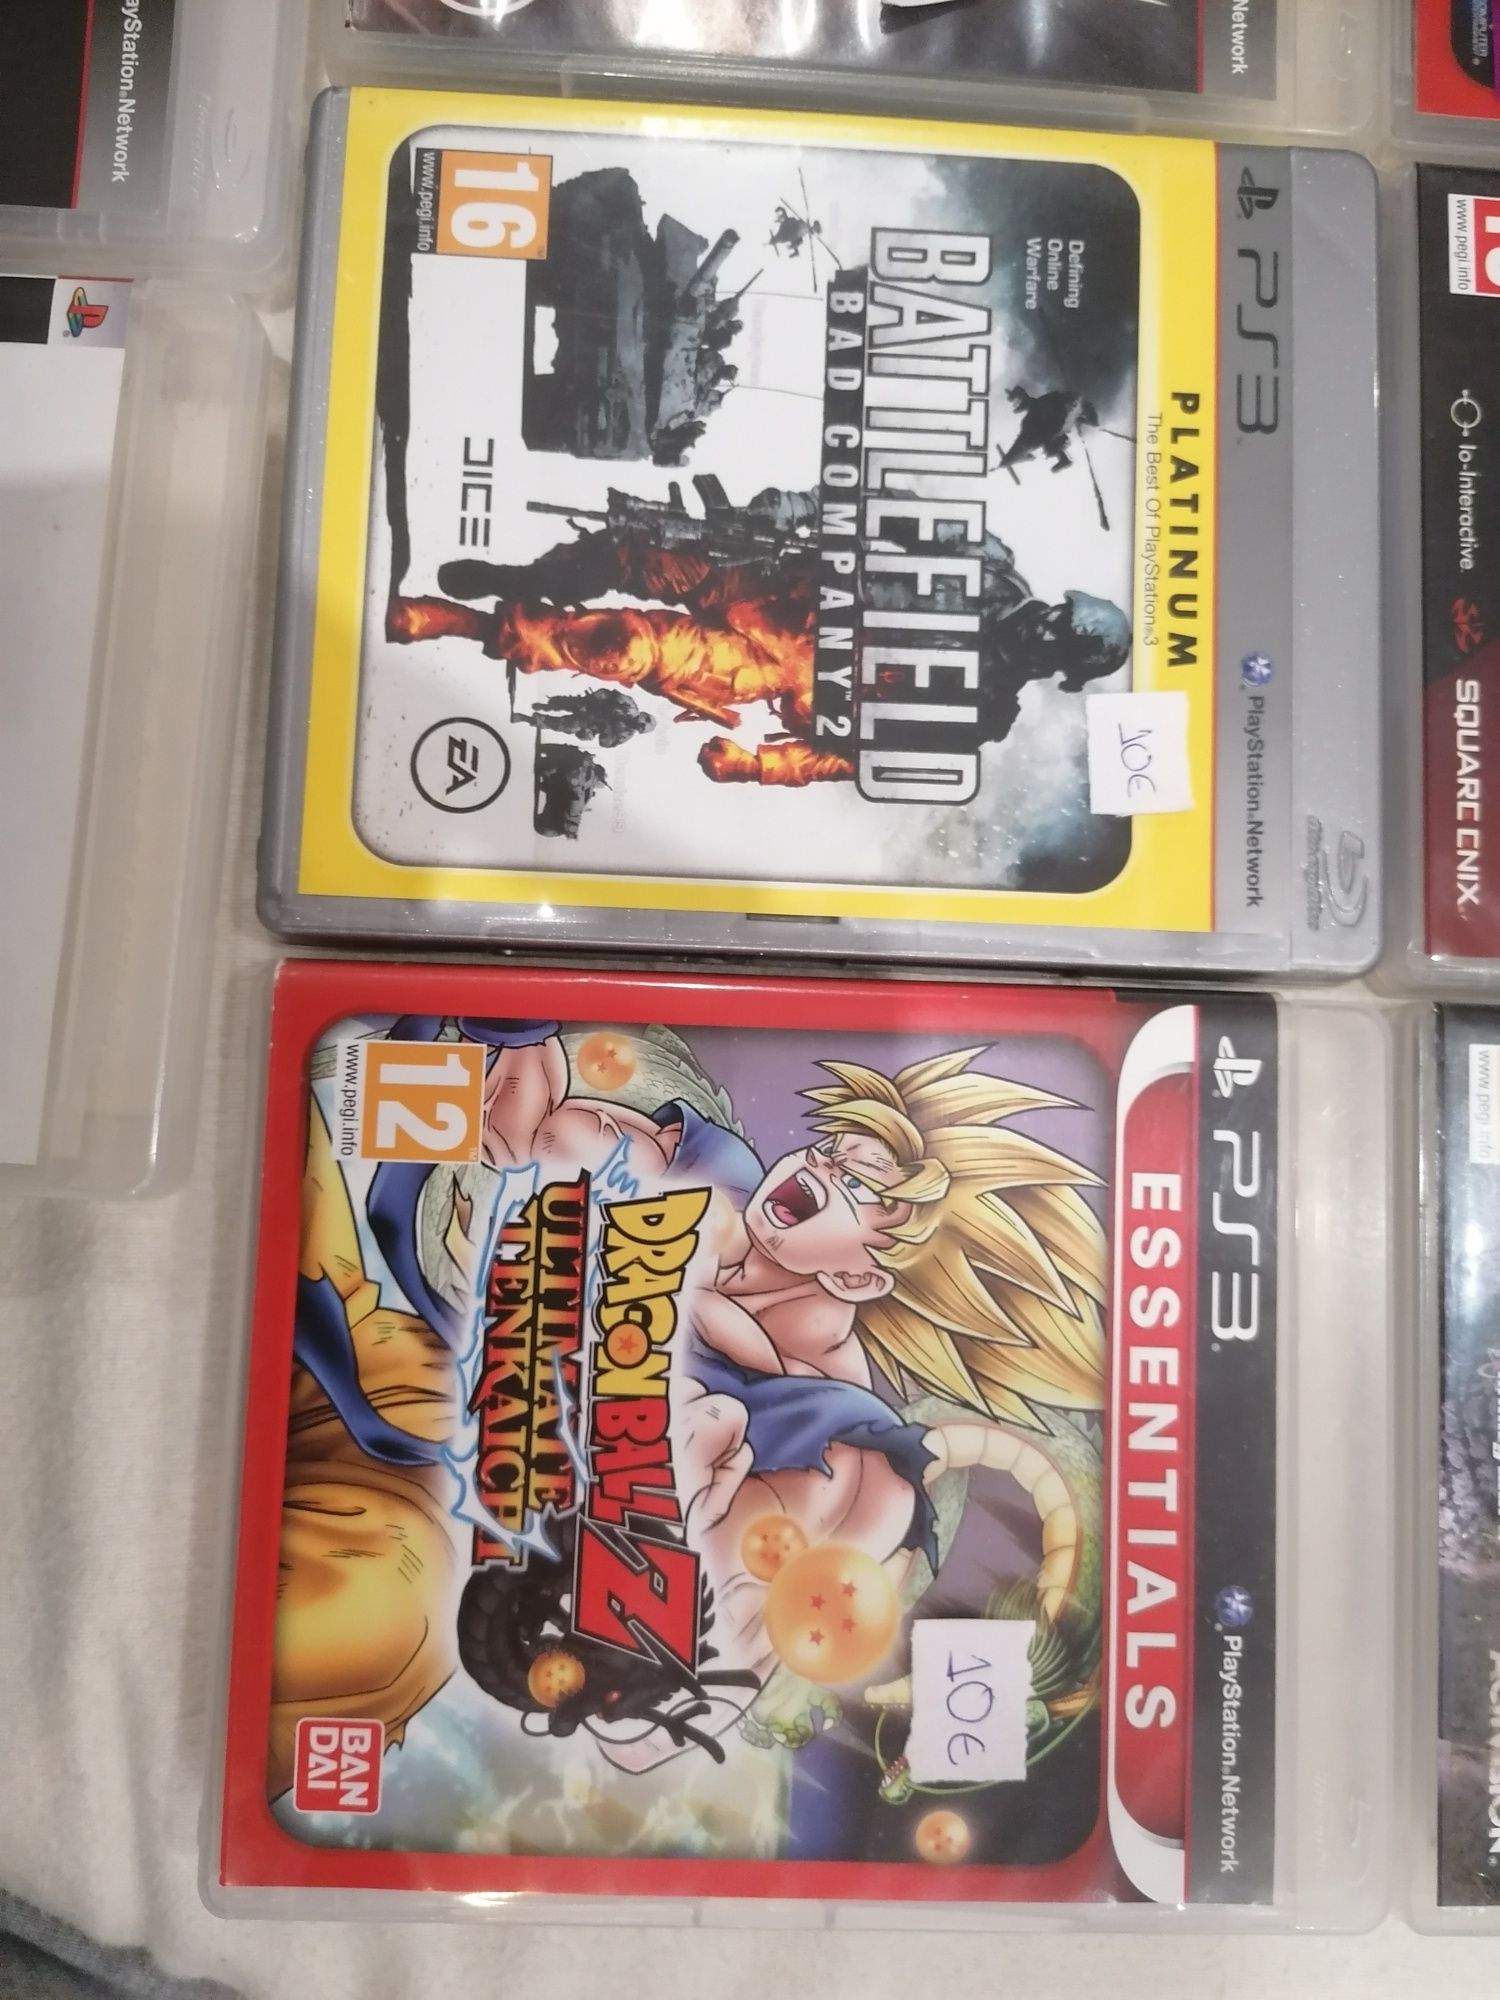 PlayStation®Network
Network
PS3
PlayStation®Network
PLATINUM
The Best Of PlayStation®3
10€
Defining
Online
Warfare
BATTLEFIELD
BAD COMPANY™ 2
DICE
EA
16
www.pegi.info
PS3
PlayStation®Network
ESSENTIALS
10€
DRAGON BALL Z
ULTIMATE
TENKAICHI
12
www.pegi.info
BAN
DAI
www.pegi.info
Io-Interactive.
SQUARE ENIX
www.pegi.info